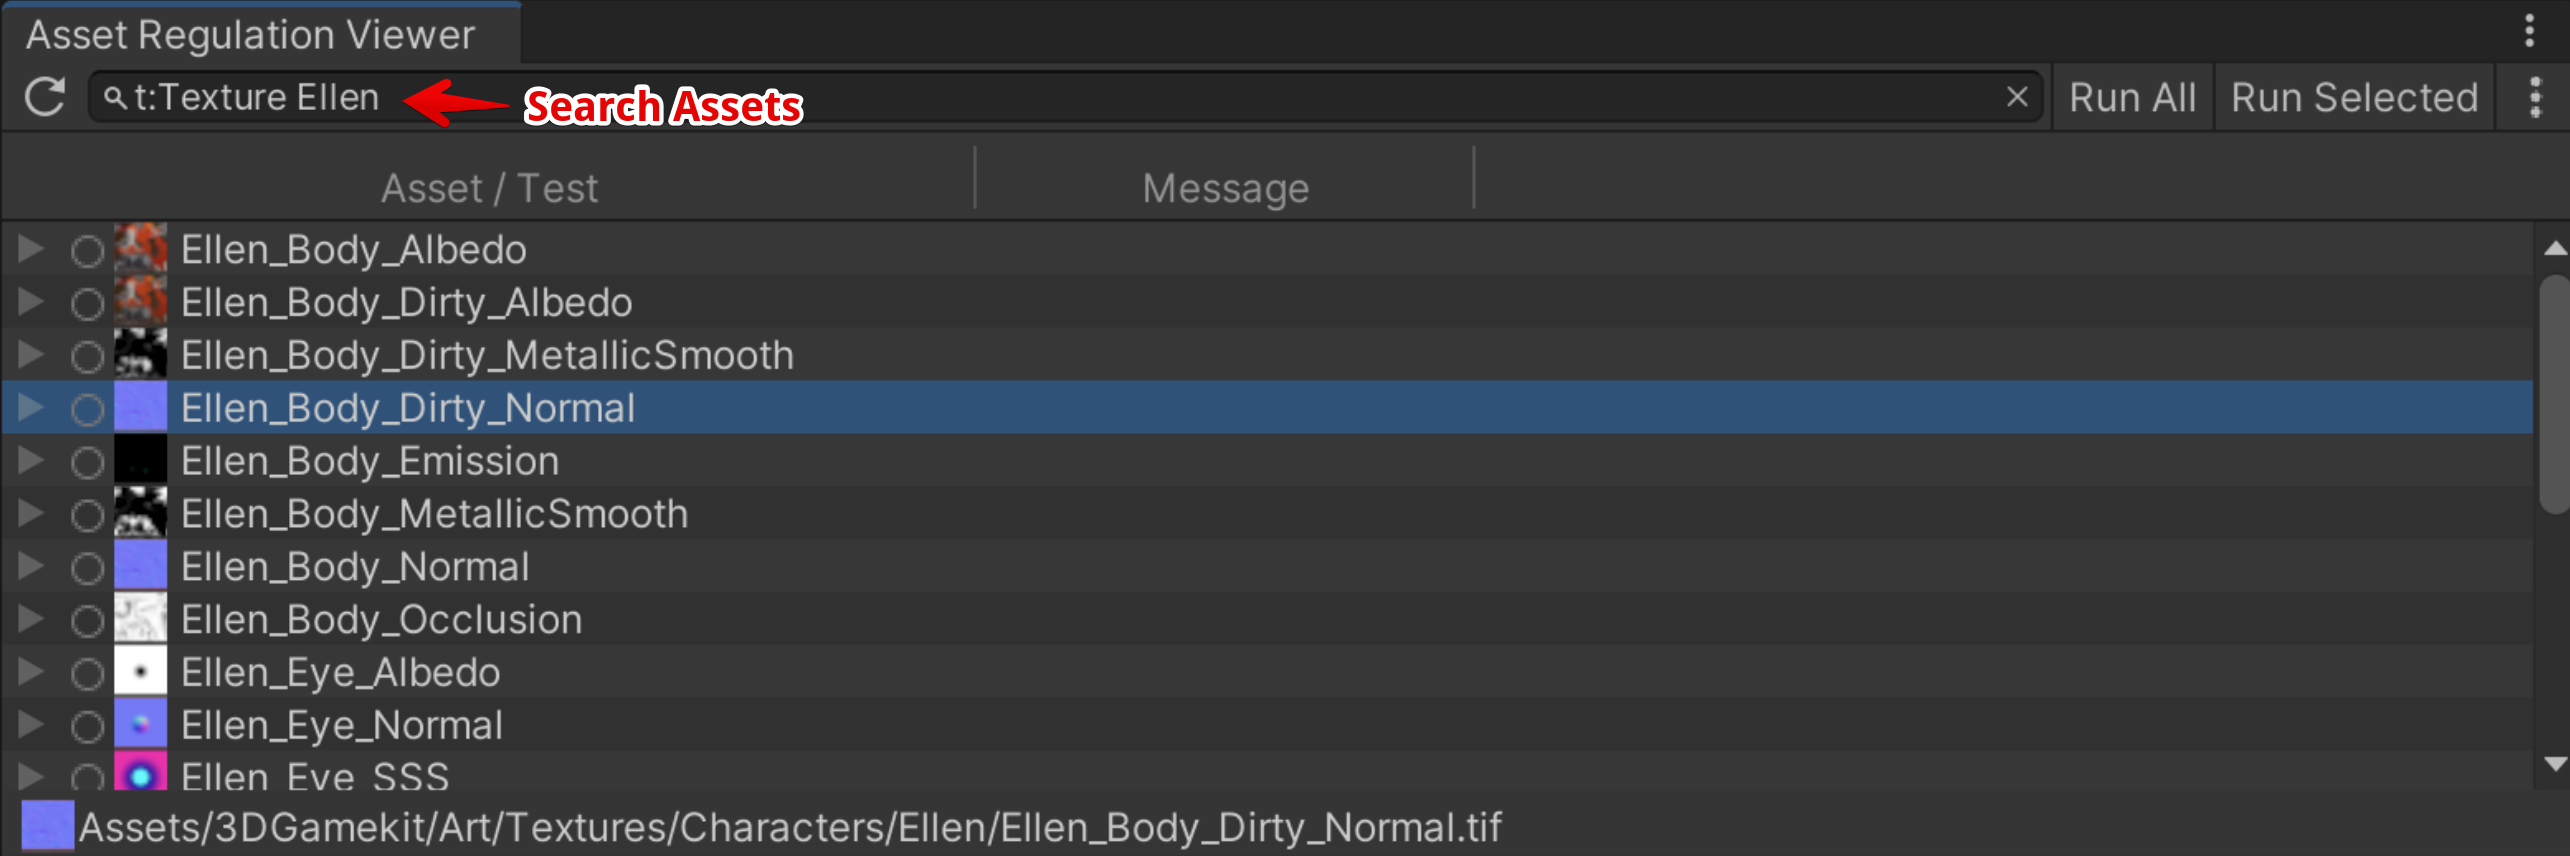 Asset Regulation Viewer
t:Texture Ellen Search Assets Run All Run Selected
Asset / Test Message
Ellen_Body_Albedo
Ellen_Body_Dirty_Albedo
Ellen_Body_Dirty_MetallicSmooth
Ellen_Body_Dirty_Normal
Ellen_Body_Emission
Ellen_Body_MetallicSmooth
Ellen_Body_Normal
Ellen_Body_Occlusion
Ellen_Eye_Albedo
Ellen_Eye_Normal
Ellen_Eye_SSS
Assets/3DGamekit/Art/Textures/Characters/Ellen/Ellen_Body_Dirty_Normal.tif